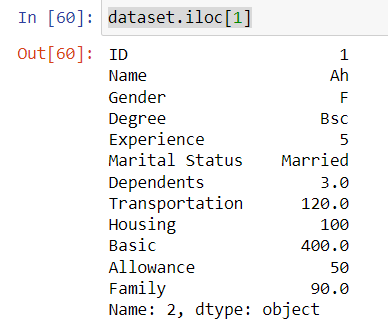 In [60]: dataset.iloc[1]
Out[60]: ID 1
Name Ah
Gender F
Degree Bsc
Experience 5
Marital Status Married
Dependents 3.0
Transportation 120.0
Housing 100
Basic 400.0
Allowance 50
Family 90.0
Name: 2, dtype: object